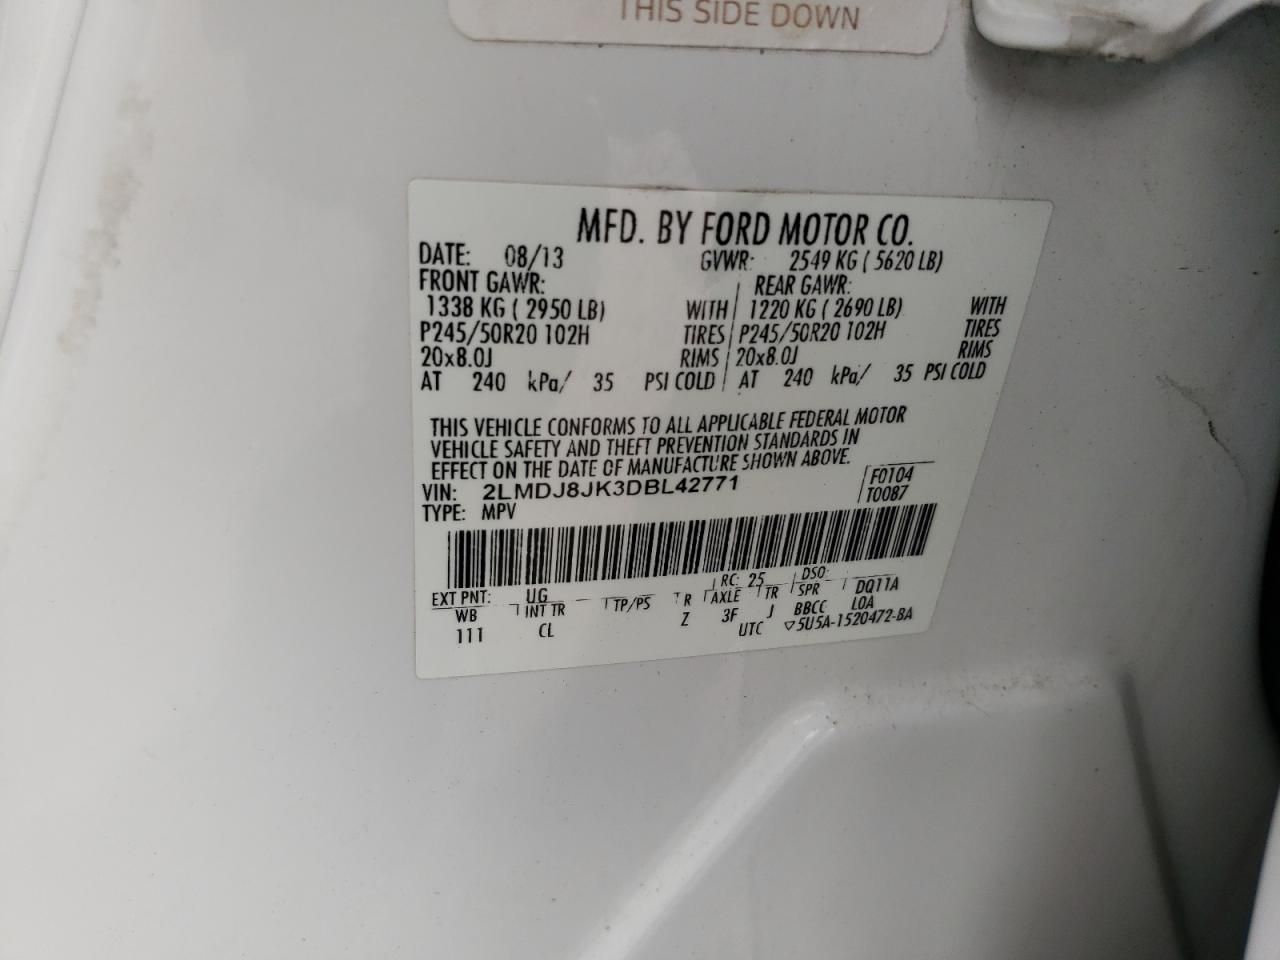 THIS SIDE DOWN
MFD. BY FORD MOTOR CO.
DATE: 08/13 GVWR: 2549 KG ( 5620 LB)
FRONT GAWR: REAR GAWR:
1338 KG ( 2950 LB) WITH 1220 KG ( 2690 LB) WITH
P245/50R20 102H TIRES P245/50R20 102H TIRES
20x8.0J RIMS 20x8.0J RIMS
AT 240 kPa/ 35 PSI COLD AT 240 kPa/ 35 PSI COLD
THIS VEHICLE CONFORMS TO ALL APPLICABLE FEDERAL MOTOR
VEHICLE SAFETY AND THEFT PREVENTION STANDARDS IN
EFFECT ON THE DATE OF MANUFACTURE SHOWN ABOVE.
VIN: 2LMDJ8JK3DBL42771 F0104
TYPE: MPV T0087
EXT PNT: UG RC: 25 DSO:
WB INT TR TP/PS R AXLE TR SPR DQ11A
111 CL Z 3F J BBCC LOA
UTC ▽5U5A-1520472-BA